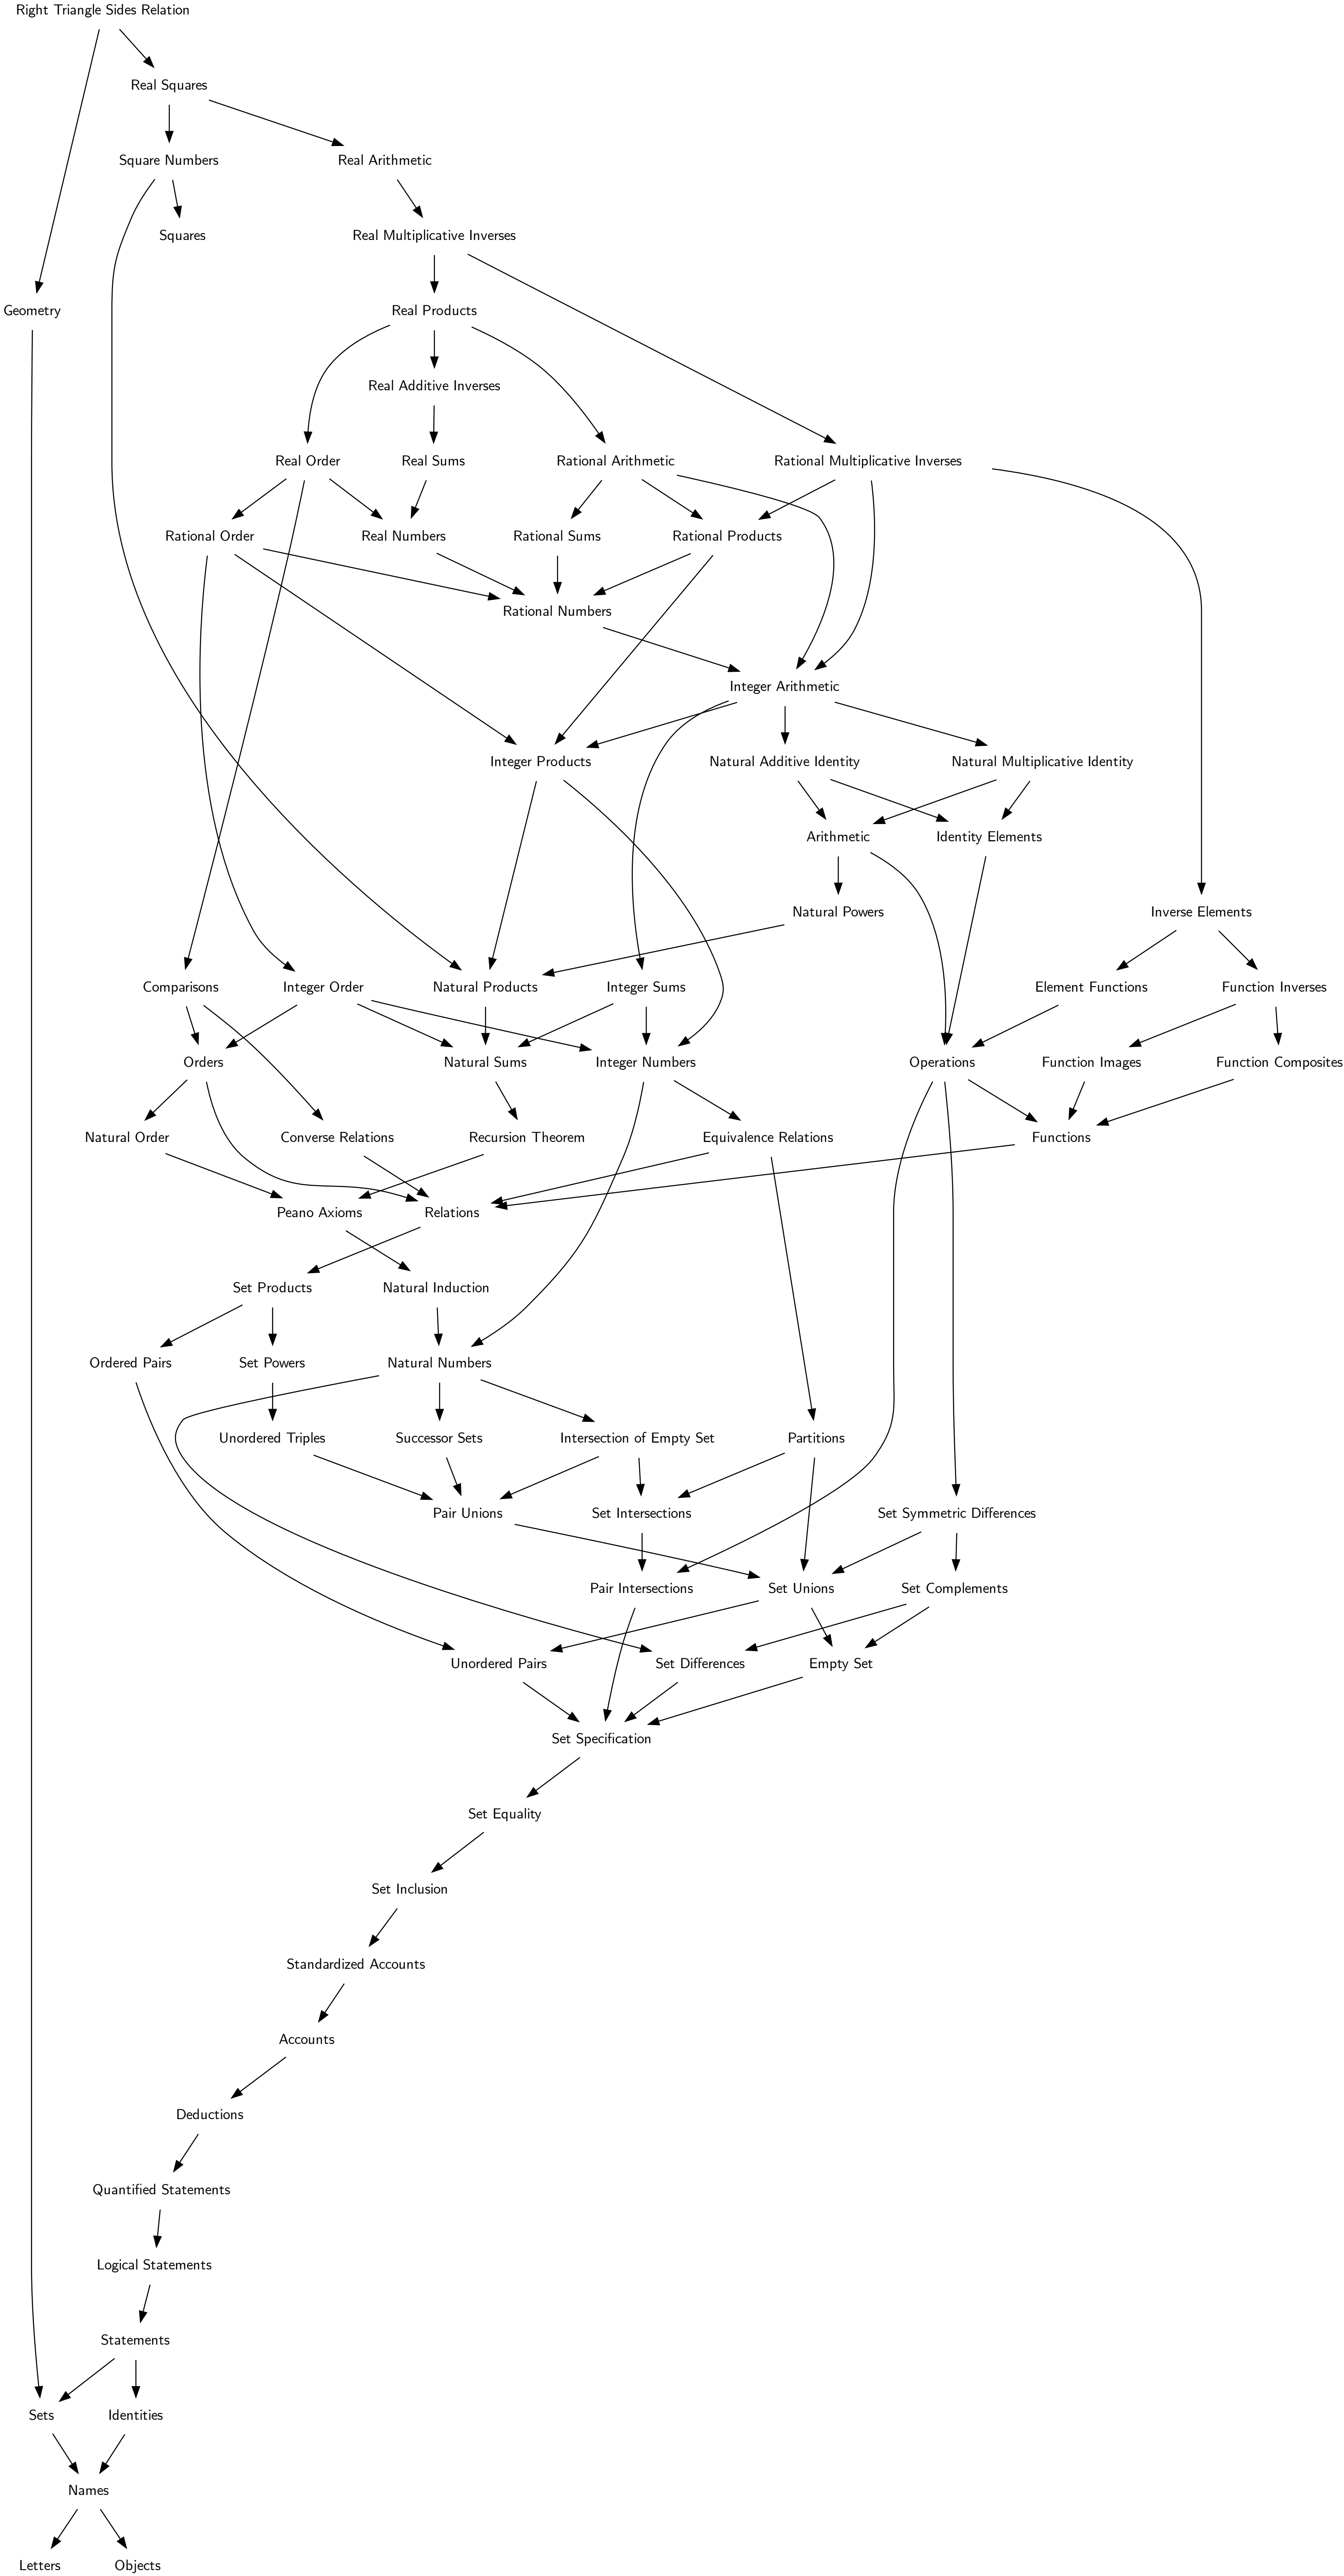 Right Triangle Sides Relation
Real Squares
Square Numbers
Real Arithmetic
Squares
Real Multiplicative Inverses
Geometry
Real Products
Real Additive Inverses
Real Order
Real Sums
Rational Arithmetic
Rational Multiplicative Inverses
Rational Order
Real Numbers
Rational Sums
Rational Products
Rational Numbers
Integer Arithmetic
Integer Products
Natural Additive Identity
Natural Multiplicative Identity
Arithmetic
Identity Elements
Natural Powers
Inverse Elements
Comparisons
Integer Order
Natural Products
Integer Sums
Element Functions
Function Inverses
Orders
Natural Sums
Integer Numbers
Operations
Function Images
Function Composites
Natural Order
Converse Relations
Recursion Theorem
Equivalence Relations
Functions
Peano Axioms
Relations
Set Products
Natural Induction
Ordered Pairs
Set Powers
Natural Numbers
Unordered Triples
Successor Sets
Intersection of Empty Set
Partitions
Pair Unions
Set Intersections
Set Symmetric Differences
Pair Intersections
Set Unions
Set Complements
Unordered Pairs
Set Differences
Empty Set
Set Specification
Set Equality
Set Inclusion
Standardized Accounts
Accounts
Deductions
Quantified Statements
Logical Statements
Statements
Sets
Identities
Names
Letters
Objects